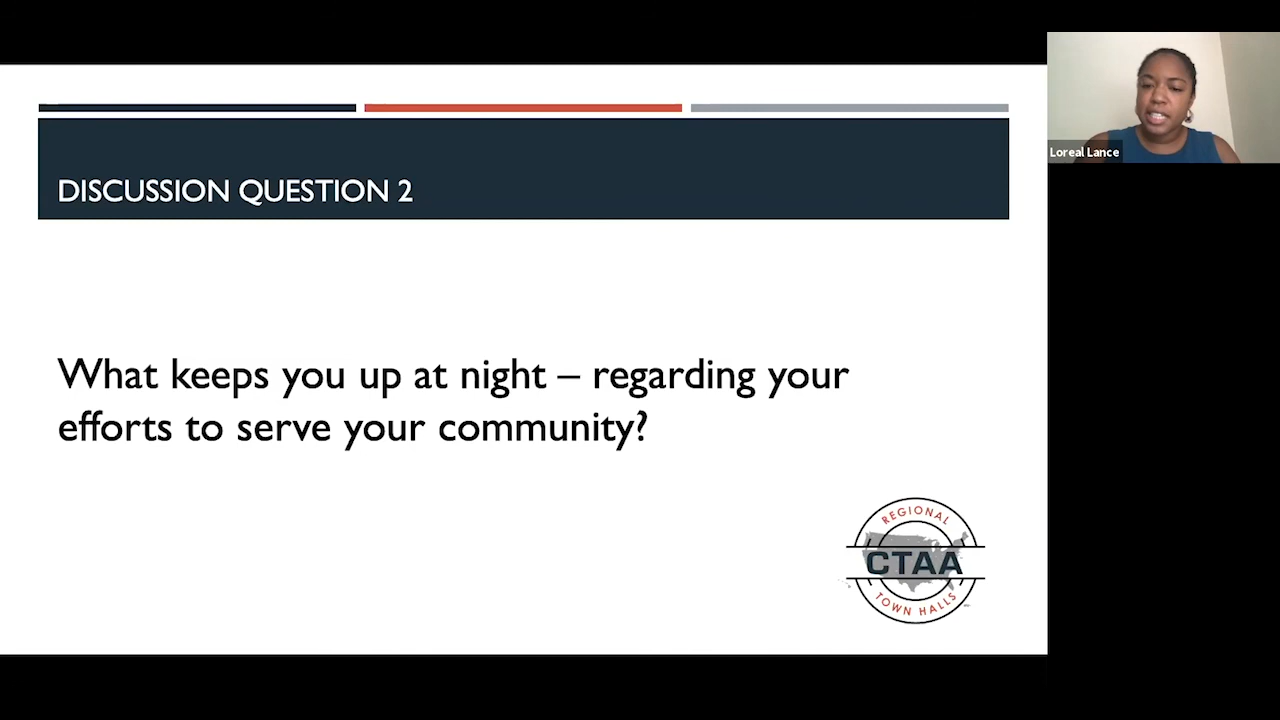 DISCUSSION QUESTION 2
Loreal Lance
What keeps you up at night – regarding your
efforts to serve your community?
REGIONAL
CTAA
TOWN HALLS